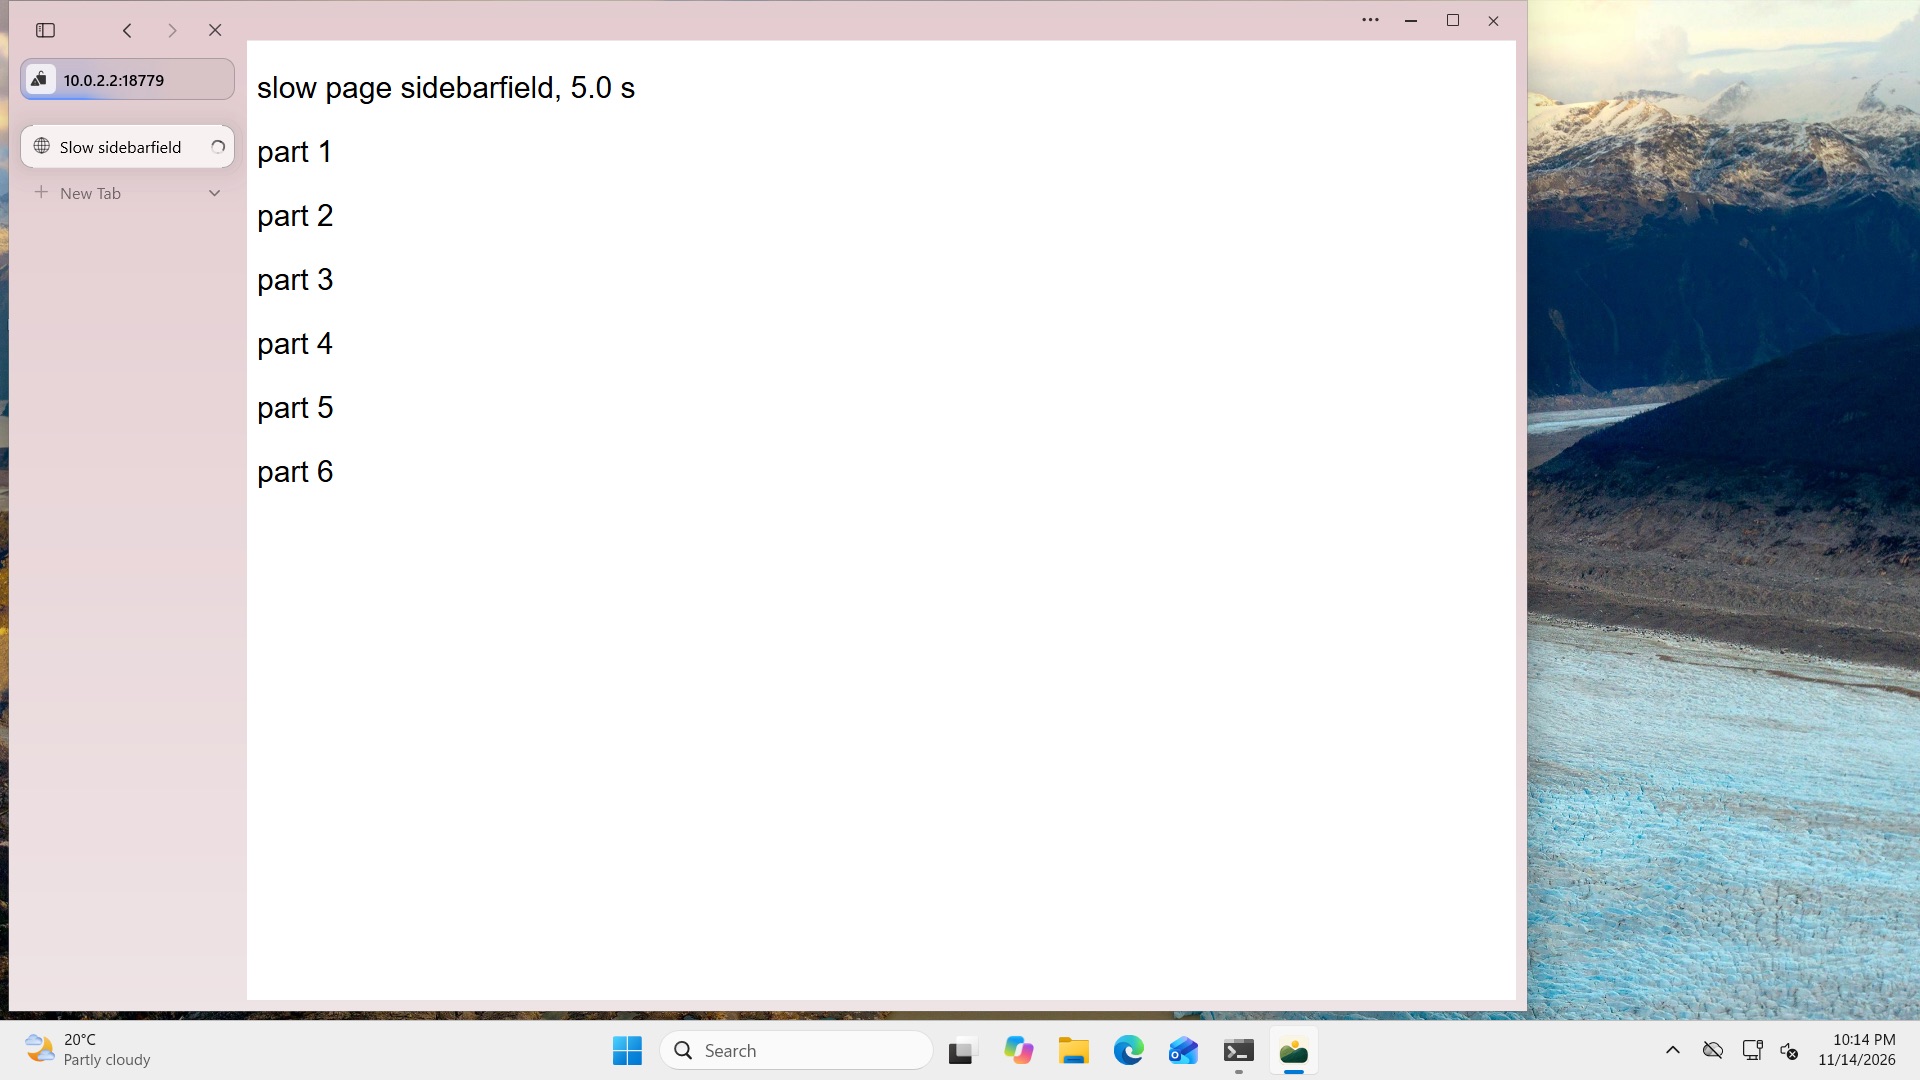 10.0.2.2:18779
Slow sidebarfield
New Tab
slow page sidebarfield, 5.0 s
part 1
part 2
part 3
part 4
part 5
part 6
20°C
Partly cloudy
Search
10:14 PM
11/14/2026